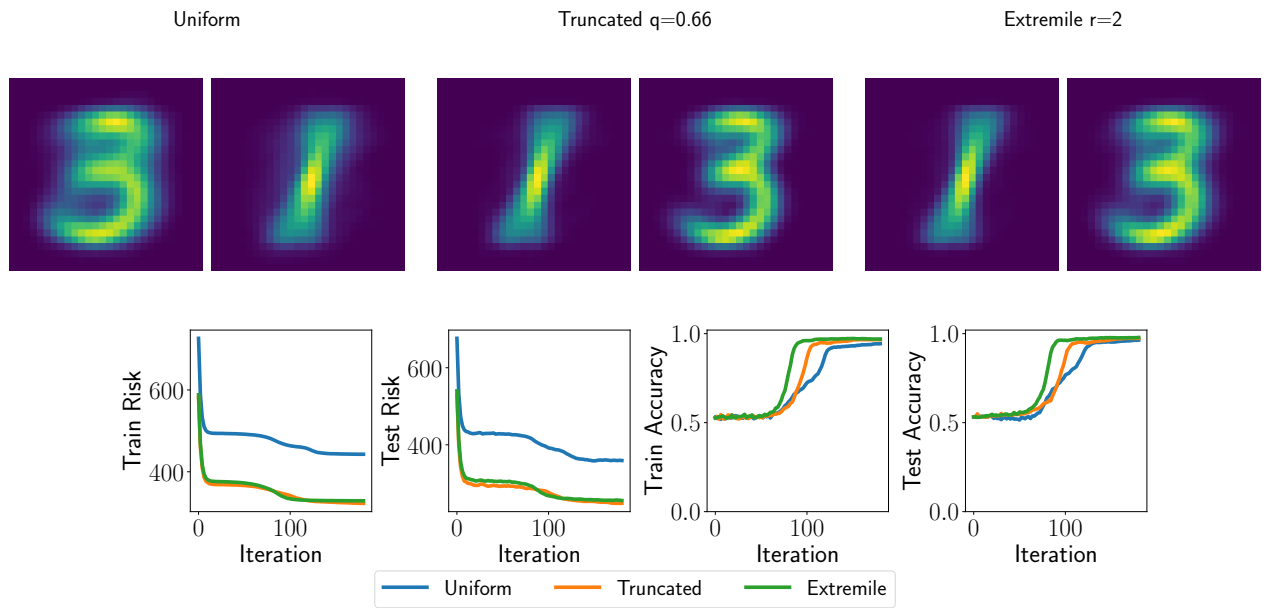 Uniform
Truncated q=0.66
Extremile r=2
Train Risk
600
400
0
100
Iteration
Test Risk
600
400
0
100
Iteration
Train Accuracy
1.0
0.5
0.0
0
100
Iteration
Test Accuracy
1.0
0.5
0.0
0
100
Iteration
Uniform
Truncated
Extremile